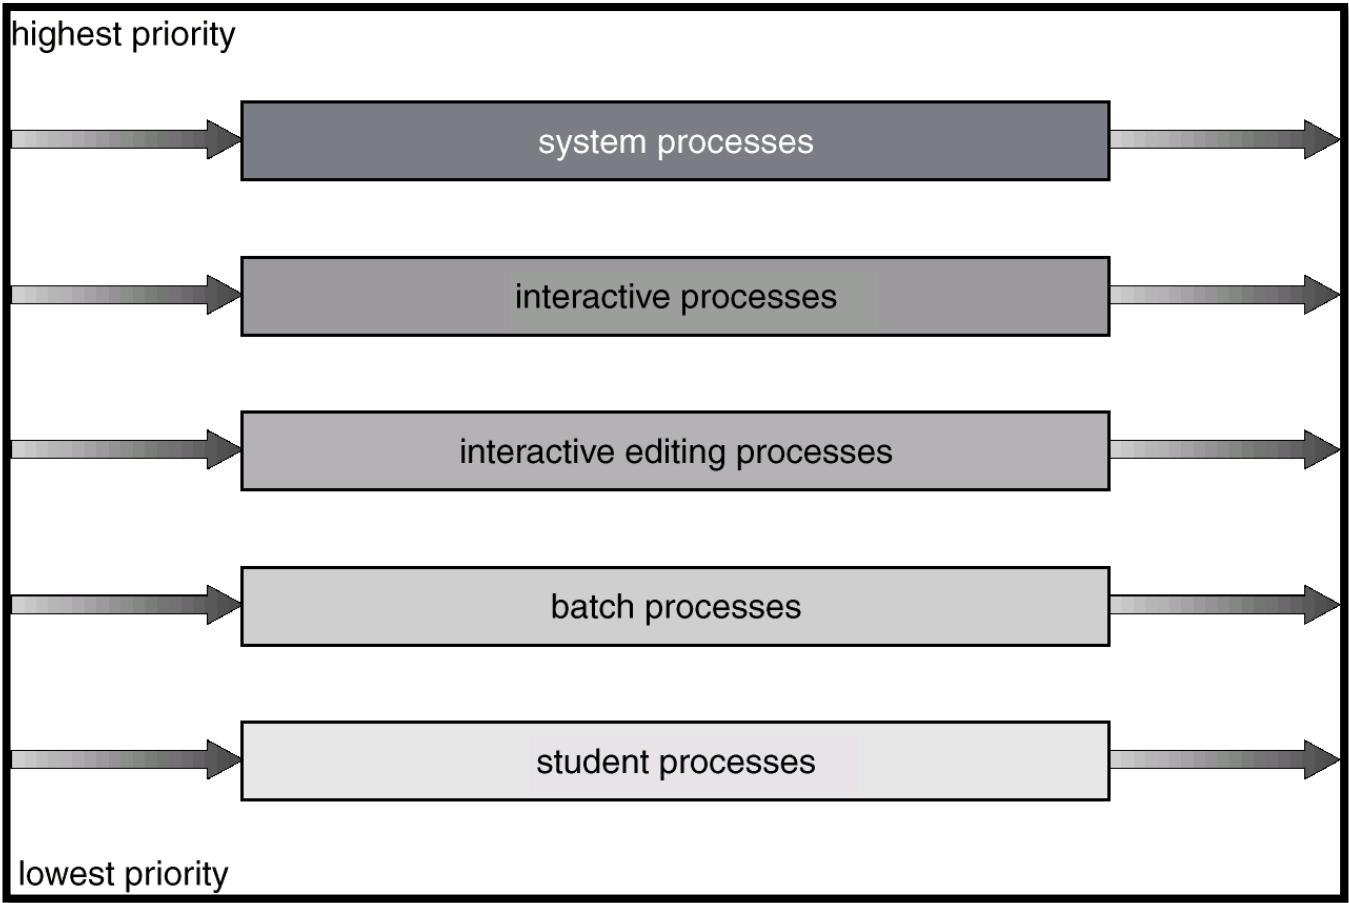 highest priority
system processes
interactive processes
interactive editing processes
batch processes
student processes
lowest priority